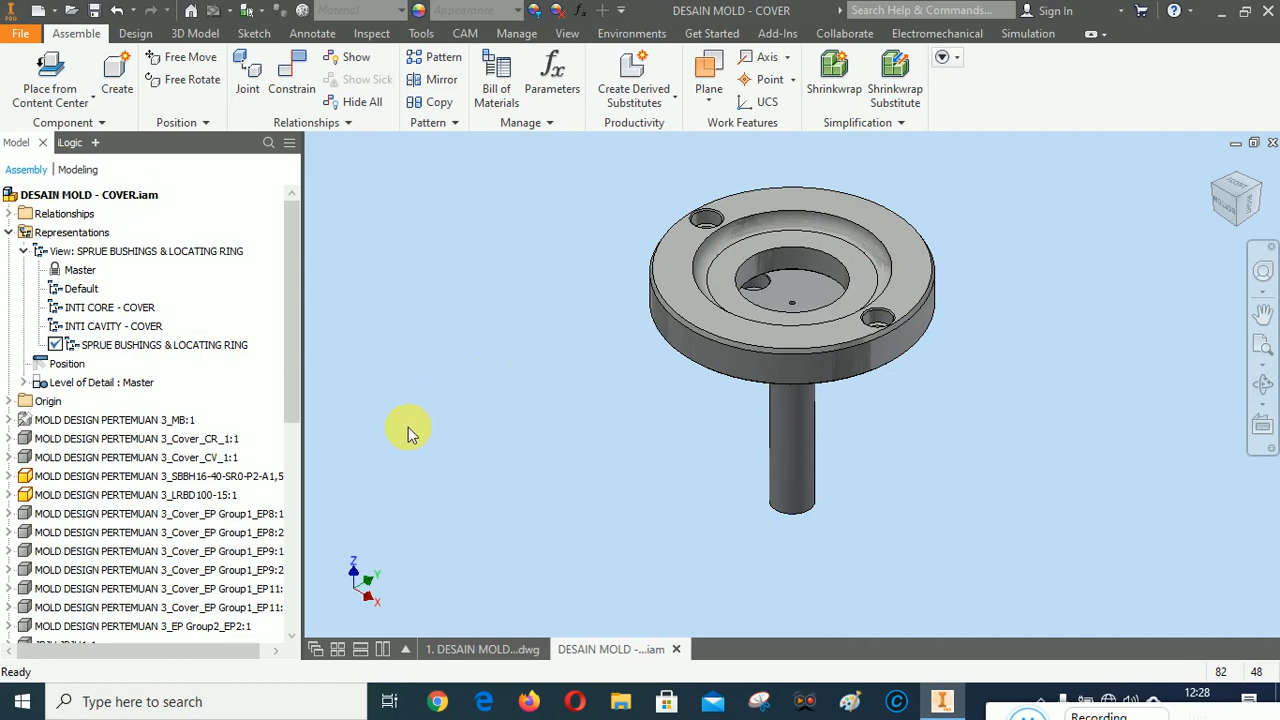 PRO
Material
Appearance
DESAIN MOLD - COVER
Search Help & Commands...
Sign In
File
Assemble
Design
3D Model
Sketch
Annotate
Inspect
Tools
CAM
Manage
View
Environments
Get Started
Add-Ins
Collaborate
Electromechanical
Simulation
Place from
Content Center
Create
Free Move
Free Rotate
Joint
Constrain
Show
Show Sick
Hide All
Pattern
Mirror
Copy
Bill of
Materials
Parameters
Create Derived
Substitutes
Plane
Axis
Point
UCS
Shrinkwrap
Shrinkwrap
Substitute
Component
Position
Relationships
Pattern
Manage
Productivity
Work Features
Simplification
Model
iLogic
Assembly
Modeling
DESAIN MOLD - COVER.iam
Relationships
Representations
View: SPRUE BUSHINGS & LOCATING RING
Master
Default
INTI CORE - COVER
INTI CAVITY - COVER
SPRUE BUSHINGS & LOCATING RING
Position
Level of Detail : Master
Origin
MOLD DESIGN PERTEMUAN 3_MB:1
MOLD DESIGN PERTEMUAN 3_Cover_CR_1:1
MOLD DESIGN PERTEMUAN 3_Cover_CV_1:1
MOLD DESIGN PERTEMUAN 3_SBBH16-40-SR0-P2-A1,5
MOLD DESIGN PERTEMUAN 3_LRBD100-15:1
MOLD DESIGN PERTEMUAN 3_Cover_EP Group1_EP8:1
MOLD DESIGN PERTEMUAN 3_Cover_EP Group1_EP8:2
MOLD DESIGN PERTEMUAN 3_Cover_EP Group1_EP9:1
MOLD DESIGN PERTEMUAN 3_Cover_EP Group1_EP9:2
MOLD DESIGN PERTEMUAN 3_Cover_EP Group1_EP11:
MOLD DESIGN PERTEMUAN 3_Cover_EP Group1_EP11:
MOLD DESIGN PERTEMUAN 3_EP Group2_EP2:1
Z
Y
X
FRONT
BOTTOM
1. DESAIN MOLD...dwg
DESAIN MOLD -...iam
Ready
82
48
Type here to search
12:28
Recording